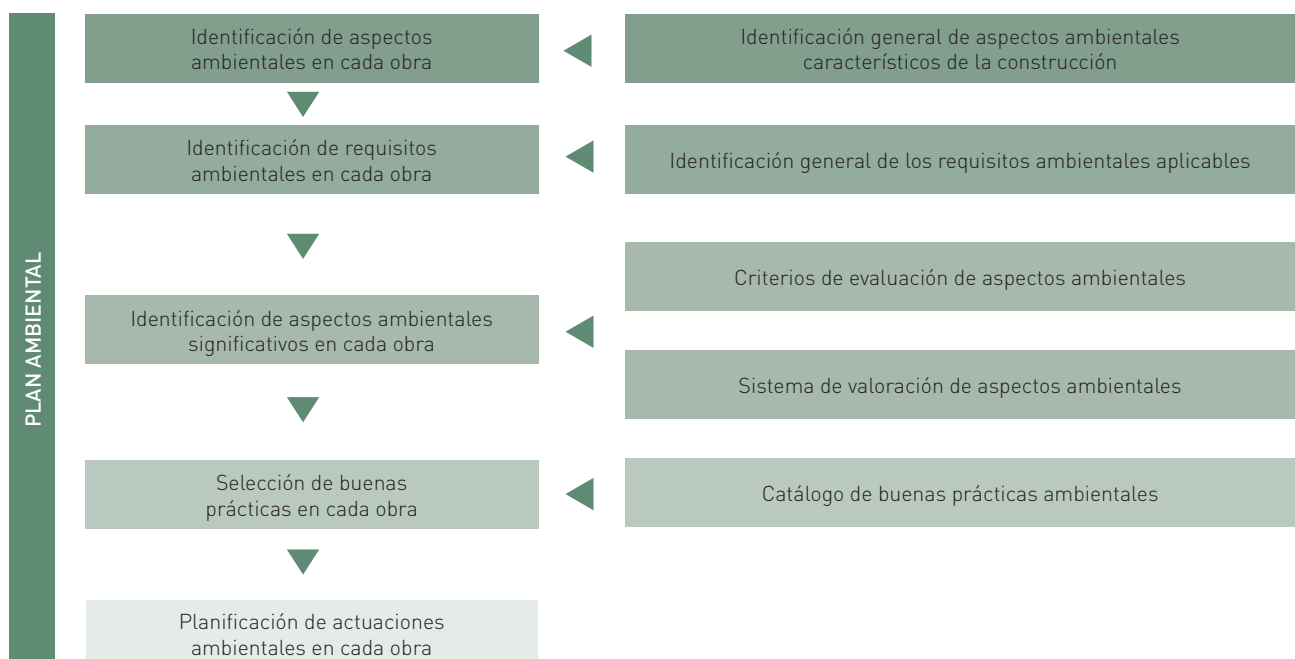 PLAN AMBIENTAL
Identificación de aspectos
ambientales en cada obra
Identificación general de aspectos ambientales
característicos de la construcción
Identificación de requisitos
ambientales en cada obra
Identificación general de los requisitos ambientales aplicables
Criterios de evaluación de aspectos ambientales
Identificación de aspectos ambientales
significativos en cada obra
Sistema de valoración de aspectos ambientales
Selección de buenas
prácticas en cada obra
Catálogo de buenas prácticas ambientales
Planificación de actuaciones
ambientales en cada obra